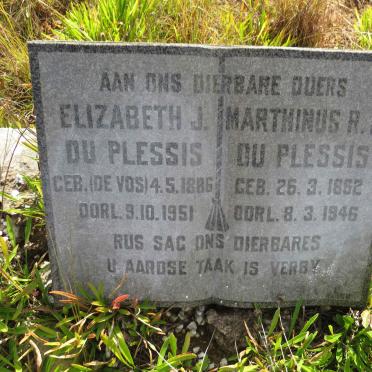 AAN ONS DIERBARE OUERS
ELIZABETH J. MARTHINUS R.
DU PLESSIS DU PLESSIS
GEB. (DE VOS) 4.5.1886 GEB. 26.3.1882
OORL. 9.10.1951 OORL. 8.3.1946
RUS SAG ONS DIERBARES
U AARDSE TAAK IS VERBY